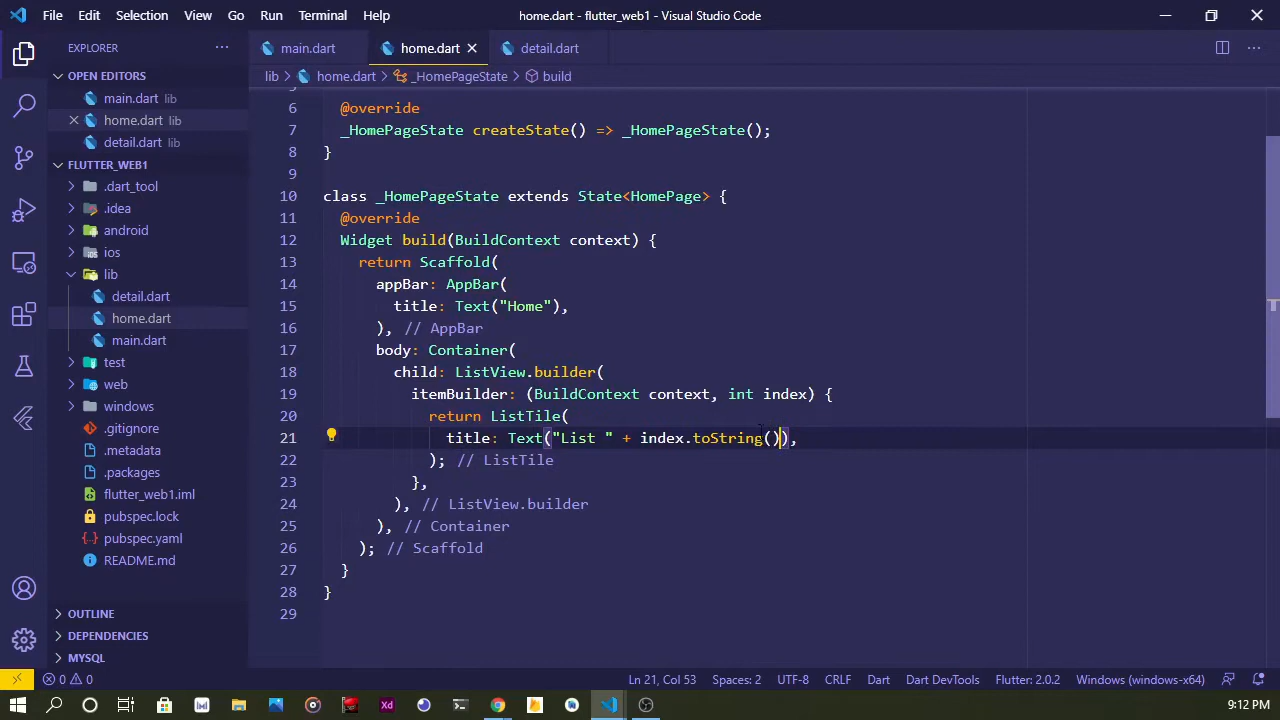 File Edit Selection View Go Run Terminal Help home.dart - flutter_web1 - Visual Studio Code
EXPLORER
main.dart home.dart detail.dart
OPEN EDITORS
main.dart lib
home.dart lib
detail.dart lib
FLUTTER_WEB1
.dart_tool
.idea
android
ios
lib
detail.dart
home.dart
main.dart
test
web
windows
.gitignore
.metadata
.packages
flutter_web1.iml
pubspec.lock
pubspec.yaml
README.md
OUTLINE
DEPENDENCIES
MYSQL
lib > home.dart > _HomePageState > build
6 @override
7 _HomePageState createState() => _HomePageState();
8 }
9
10 class _HomePageState extends State<HomePage> {
11 @override
12 Widget build(BuildContext context) {
13 return Scaffold(
14 appBar: AppBar(
15 title: Text("Home"),
16 ), // AppBar
17 body: Container(
18 child: ListView.builder(
19 itemBuilder: (BuildContext context, int index) {
20 return ListTile(
21 title: Text("List " + index.toString()),
22 ); // ListTile
23 },
24 ), // ListView.builder
25 ), // Container
26 ); // Scaffold
27 }
28 }
29
0 0 Ln 21, Col 53 Spaces: 2 UTF-8 CRLF Dart Dart DevTools Flutter: 2.0.2 Windows (windows-x64)
Xd 9:12 PM